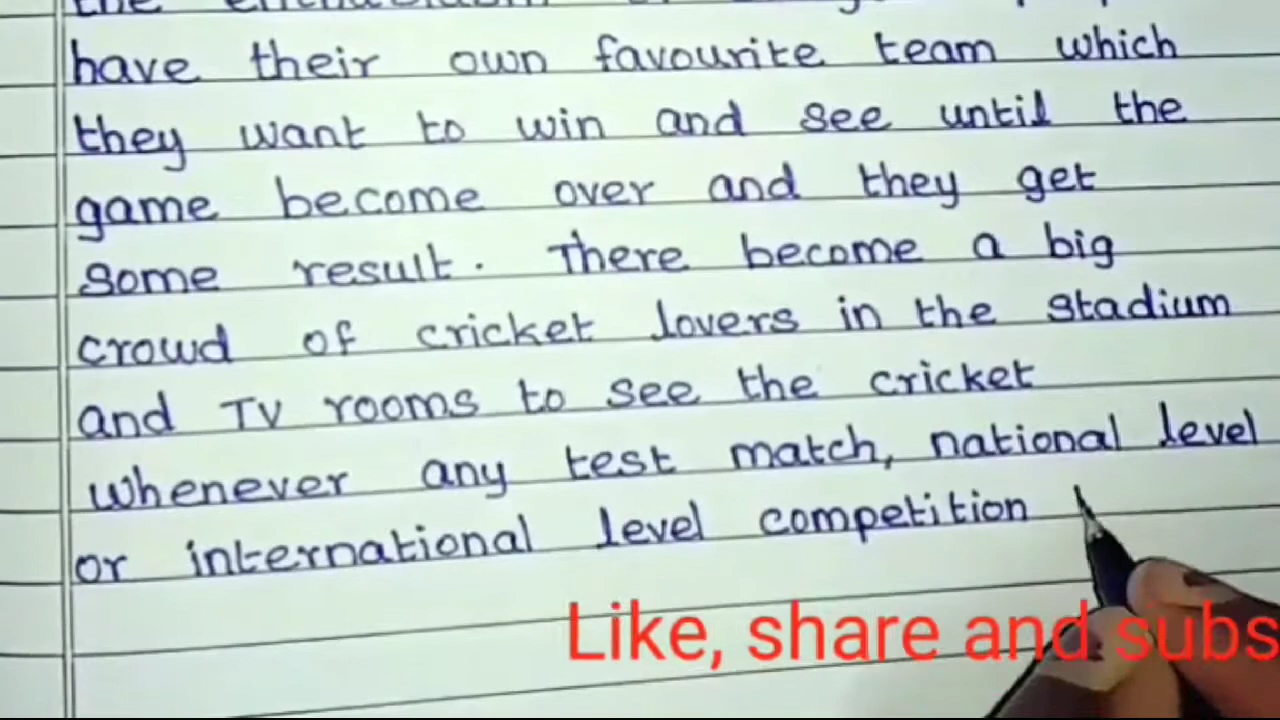 the
have their own favourite team which
they want to win and see until the
game become over and they get
some result. There become a big
crowd of cricket lovers in the stadium
and TV rooms to see the cricket
whenever any test match, national level
or international level competition
Like, share and subs